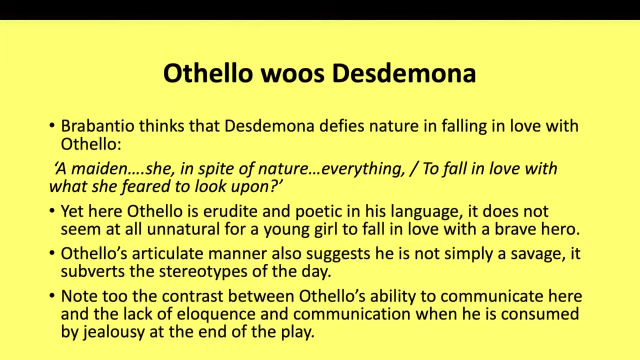 Othello woos Desdemona
• Brabantio thinks that Desdemona defies nature in falling in love with
Othello:
‘A maiden….she, in spite of nature…everything, / To fall in love with
what she feared to look upon?’
• Yet here Othello is erudite and poetic in his language, it does not
seem at all unnatural for a young girl to fall in love with a brave hero.
• Othello’s articulate manner also suggests he is not simply a savage, it
subverts the stereotypes of the day.
• Note too the contrast between Othello’s ability to communicate here
and the lack of eloquence and communication when he is consumed
by jealousy at the end of the play.